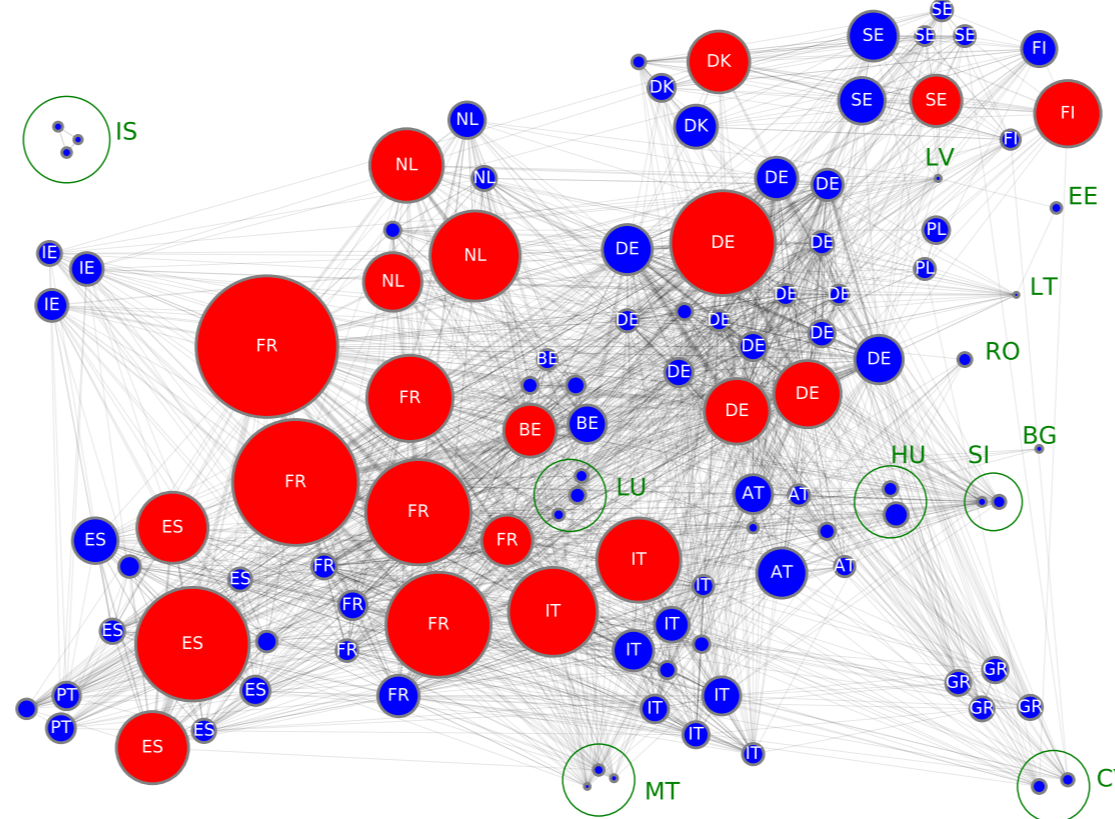 SE
SE
SE
SE
FI
DK
DK
SE
SE
FI
DK
NL
IS
FI
LV
NL
NL
DE
DE
EE
PL
DE
DE
DE
IE
NL
IE
PL
NL
DE
DE
LT
IE
DE
DE
DE
FR
DE
RO
BE
DE
DE
FR
DE
DE
BE
BE
BG
HU
SI
FR
LU
AT
AT
FR
ES
ES
FR
IT
FR
AT
AT
ES
IT
FR
IT
FR
IT
ES
ES
FR
IT
GR
GR
ES
PT
FR
IT
IT
GR
GR
PT
ES
IT
ES
IT
MT